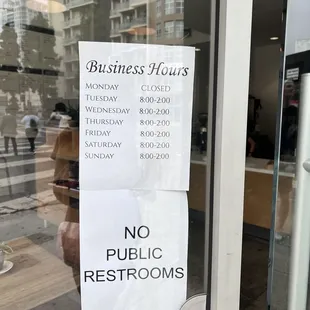 Business Hours
MONDAY CLOSED
TUESDAY 8:00-2:00
WEDNESDAY 8:00-2:00
THURSDAY 8:00-2:00
FRIDAY 8:00-2:00
SATURDAY 8:00-2:00
SUNDAY 8:00-2:00
NO
PUBLIC
RESTROOMS